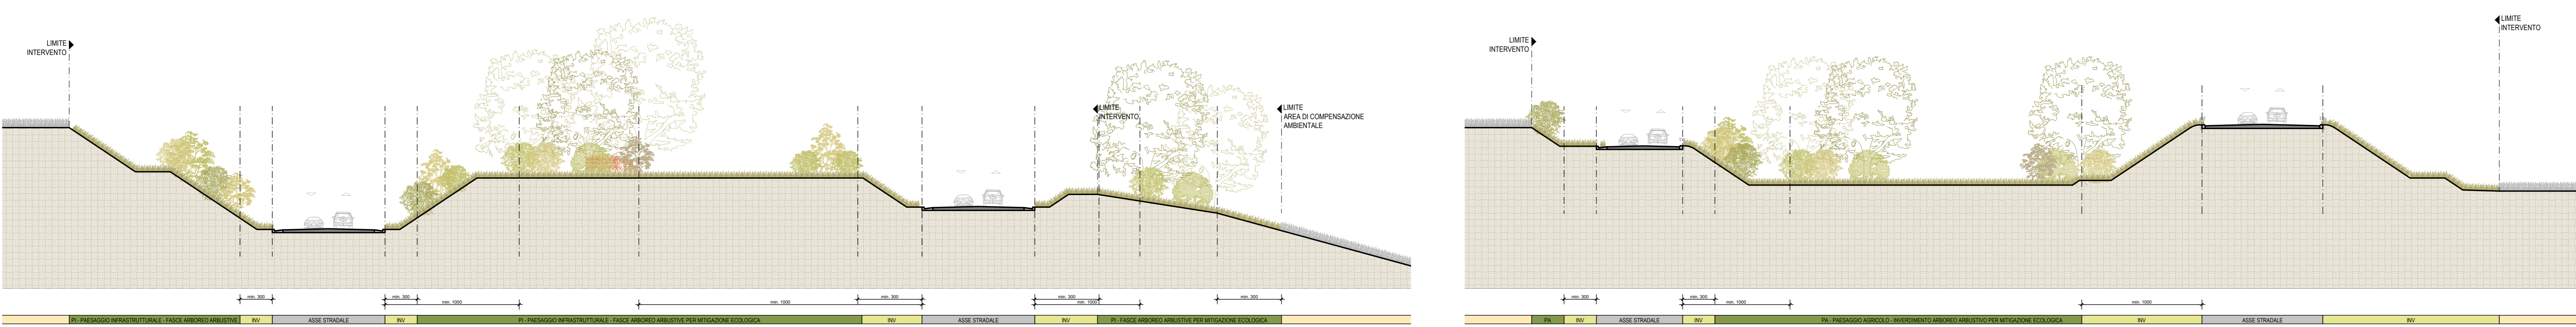 LIMITE
INTERVENTO
LIMITE
INTERVENTO
LIMITE
AREA DI COMPENSAZIONE
AMBIENTALE
min. 300
min. 300
min. 1000
min. 1000
min. 300
min. 300
min. 1000
min. 300
PI - PAESAGGIO INFRASTRUTTURALE - FASCE ARBOREO ARBUSTIVE
INV
ASSE STRADALE
INV
PI - PAESAGGIO INFRASTRUTTURALE - FASCE ARBOREO ARBUSTIVE PER MITIGAZIONE ECOLOGICA
INV
ASSE STRADALE
INV
PI - FASCE ARBOREO ARBUSTIVE PER MITIGAZIONE ECOLOGICA
LIMITE
INTERVENTO
LIMITE
INTERVENTO
min. 300
min. 300
min. 1000
min. 1000
PA
INV
ASSE STRADALE
INV
PA - PAESAGGIO AGRICOLO - INVERDIMENTO ARBOREO ARBUSTIVO PER MITIGAZIONE ECOLOGICA
INV
ASSE STRADALE
INV